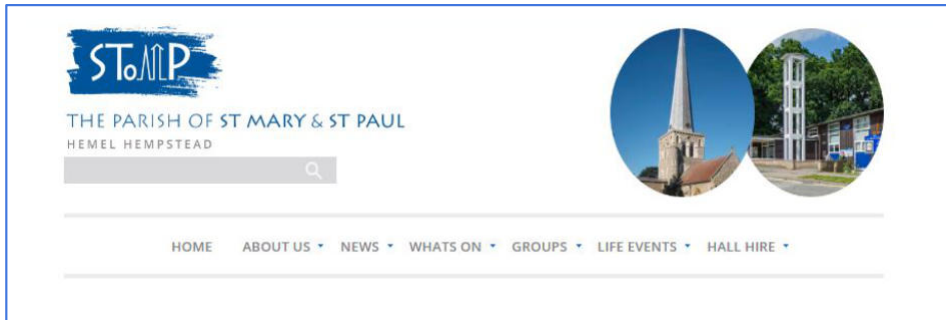 THE PARISH OF ST MARY & ST PAUL
HEMEL HEMPSTEAD
HOME ABOUT US NEWS WHATS ON GROUPS LIFE EVENTS HALL HIRE